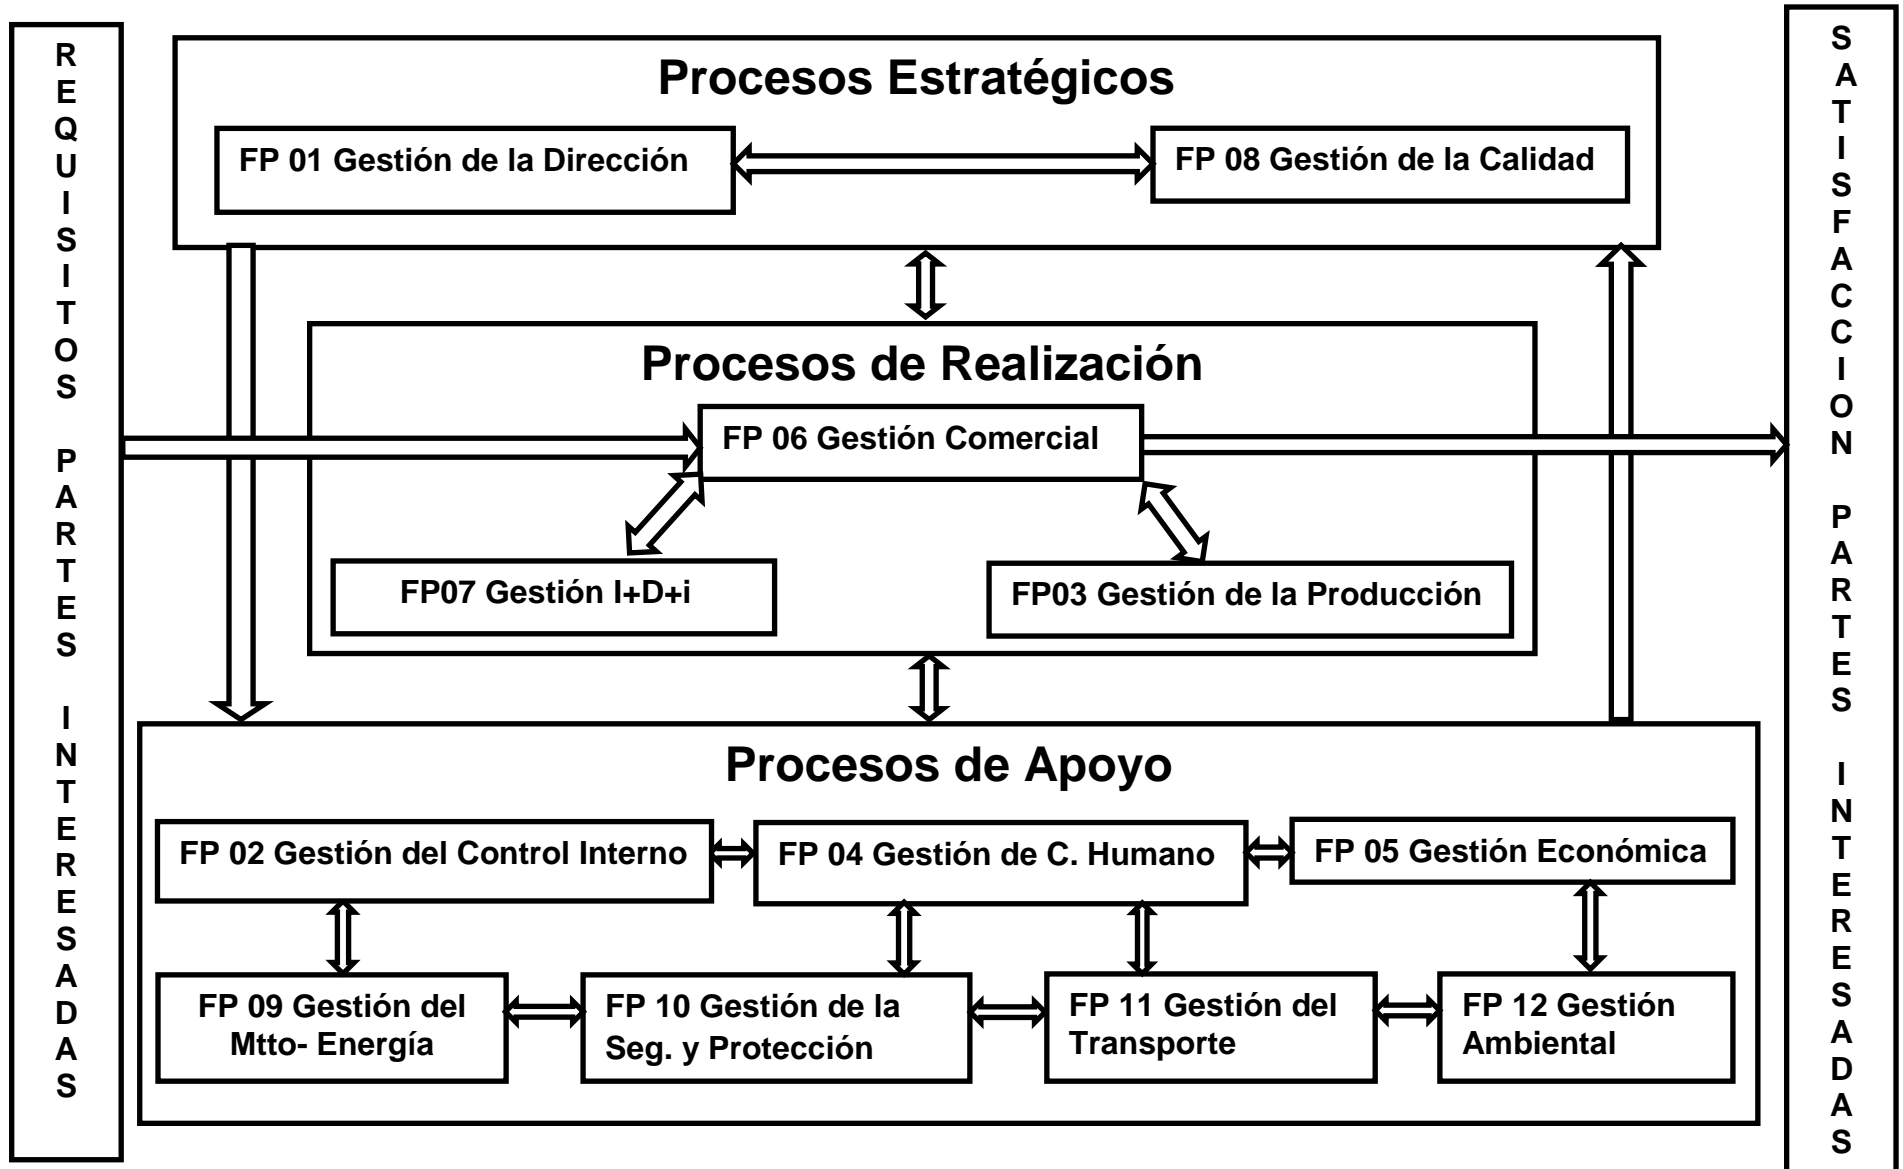 REQUISITOS PARTES INTERESADAS
Procesos Estratégicos
FP 01 Gestión de la Dirección
FP 08 Gestión de la Calidad
Procesos de Realización
FP 06 Gestión Comercial
FP07 Gestión I+D+i
FP03 Gestión de la Producción
Procesos de Apoyo
FP 02 Gestión del Control Interno
FP 04 Gestión de C. Humano
FP 05 Gestión Económica
FP 09 Gestión del
Mtto- Energía
FP 10 Gestión de la
Seg. y Protección
FP 11 Gestión del
Transporte
FP 12 Gestión
Ambiental
SATISFACCION PARTES INTERESADAS